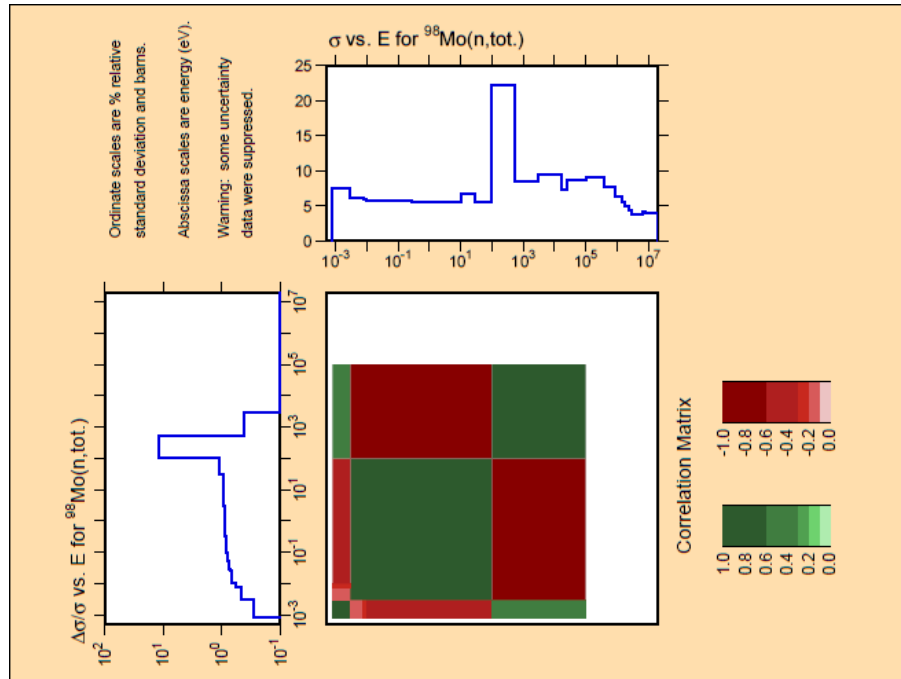 Ordinate scales are % relative
standard deviation and barns.
Abscissa scales are energy (eV).
Warning: some uncertainty
data were suppressed.
σ vs. E for ⁹⁸Mo(n,tot.)
25
20
15
10
5
0
10⁻³ 10⁻¹ 10¹ 10³ 10⁵ 10⁷
Δσ/σ vs. E for ⁹⁸Mo(n,tot.)
10² 10¹ 10⁰ 10⁻¹
10⁻³ 10⁻¹ 10¹ 10³ 10⁵ 10⁷
Correlation Matrix
-1.0 -0.8 -0.6 -0.4 -0.2 0.0
1.0 0.8 0.6 0.4 0.2 0.0